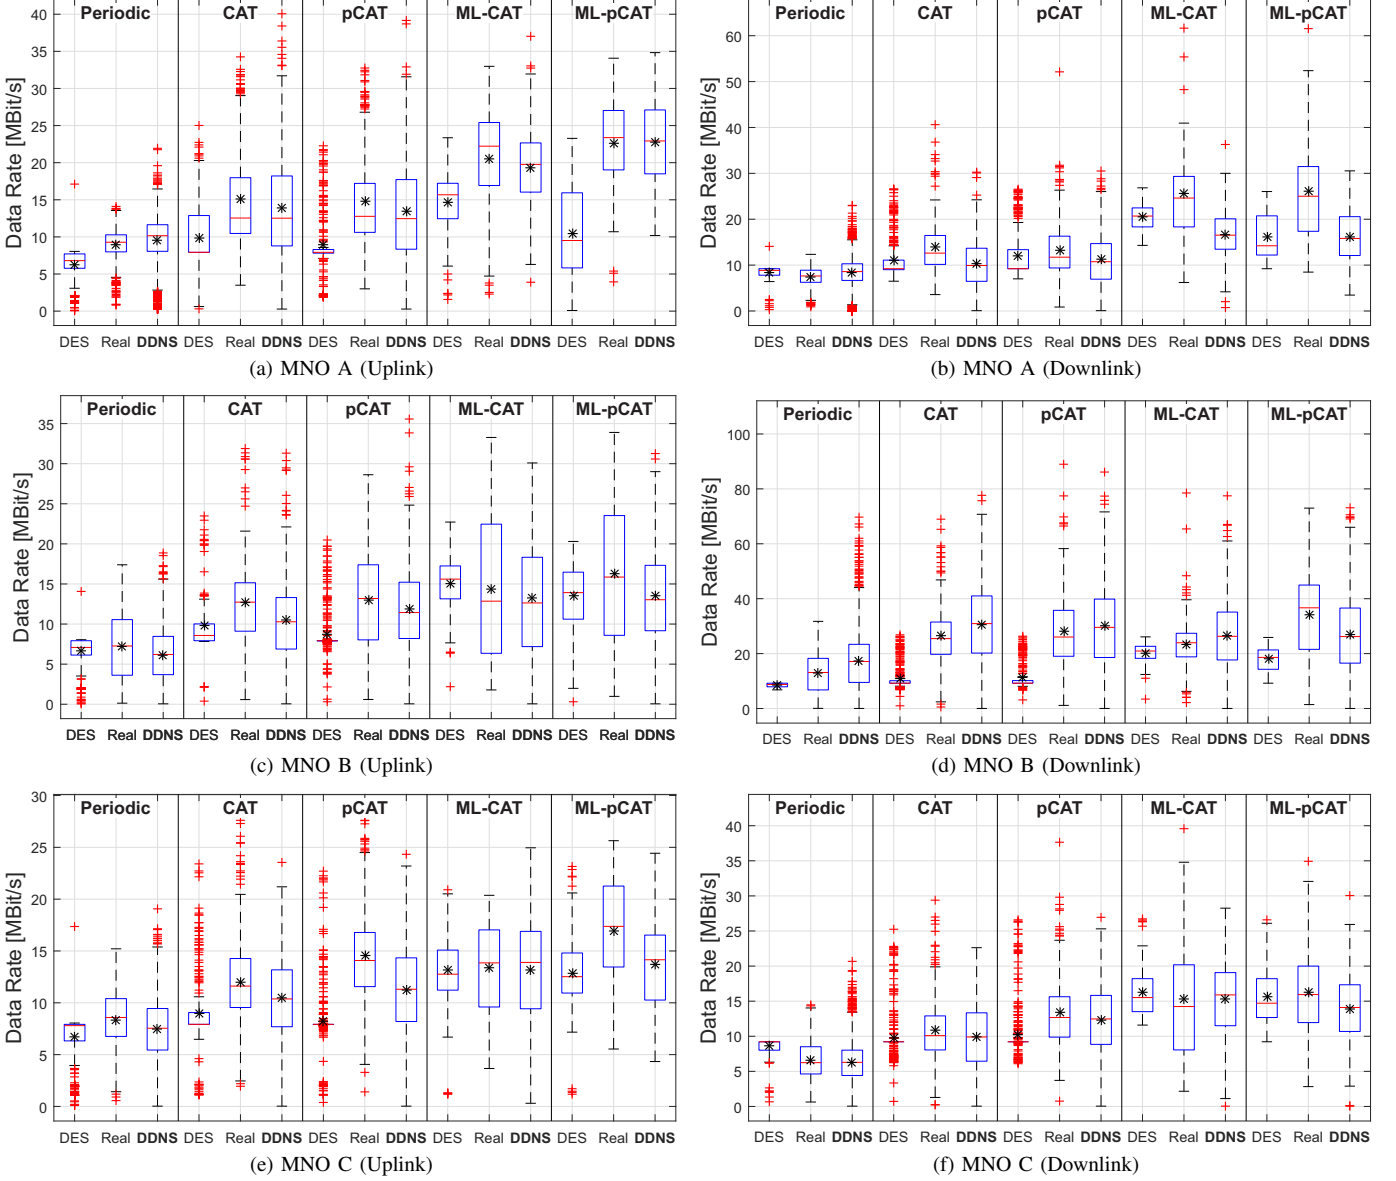 Periodic CAT pCAT ML-CAT ML-pCAT
Data Rate [MBit/s]
40
35
30
25
20
15
10
5
0
DES Real DDNS DES Real DDNS DES Real DDNS DES Real DDNS DES Real DDNS
(a) MNO A (Uplink)
Periodic CAT pCAT ML-CAT ML-pCAT
Data Rate [MBit/s]
60
50
40
30
20
10
0
DES Real DDNS DES Real DDNS DES Real DDNS DES Real DDNS DES Real DDNS
(b) MNO A (Downlink)
Periodic CAT pCAT ML-CAT ML-pCAT
Data Rate [MBit/s]
35
30
25
20
15
10
5
0
DES Real DDNS DES Real DDNS DES Real DDNS DES Real DDNS DES Real DDNS
(c) MNO B (Uplink)
Periodic CAT pCAT ML-CAT ML-pCAT
Data Rate [MBit/s]
100
80
60
40
20
0
DES Real DDNS DES Real DDNS DES Real DDNS DES Real DDNS DES Real DDNS
(d) MNO B (Downlink)
Periodic CAT pCAT ML-CAT ML-pCAT
Data Rate [MBit/s]
30
25
20
15
10
5
0
DES Real DDNS DES Real DDNS DES Real DDNS DES Real DDNS DES Real DDNS
(e) MNO C (Uplink)
Periodic CAT pCAT ML-CAT ML-pCAT
Data Rate [MBit/s]
40
35
30
25
20
15
10
5
0
DES Real DDNS DES Real DDNS DES Real DDNS DES Real DDNS DES Real DDNS
(f) MNO C (Downlink)